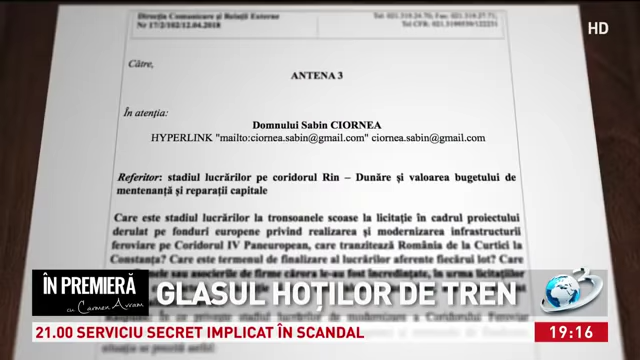 Direcția Comunicare și Relații Externe
Nr 17/2/102/12.04.2018
HD
Către,
ANTENA 3
În atenția:
Domnului Sabin CIORNEA
HYPERLINK "mailto:ciornea.sabin@gmail.com" ciornea.sabin@gmail.com
Referitor: stadiul lucrărilor pe coridorul Rin – Dunăre și valoarea bugetului de
mentenanță și reparații capitale
Care este stadiul lucrărilor la tronsoanele scoase la licitație în cadrul proiectului
derulat pe fonduri europene privind realizarea și modernizarea infrastructurii
feroviare pe Coridorul IV Paneuropean, care tranzitează România de la Curtici la
Constanța? Care este termenul de finalizare al lucrărilor aferente fiecărui lot? Care
sau asocierile de firme cărora le-au fost încredințate, în urma licitațiilor
ÎN PREMIERĂ
cu Carmen Avram
GLASUL HOȚILOR DE TREN
21.00 SERVICIU SECRET IMPLICAT ÎN SCANDAL
19:16